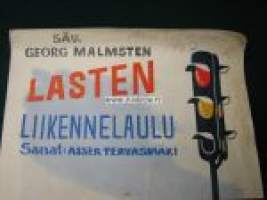 SÄV.
GEORG MALMSTEN
LASTEN
LIIKENNELAULU
Sanat: ASSER TERVASMÄKI